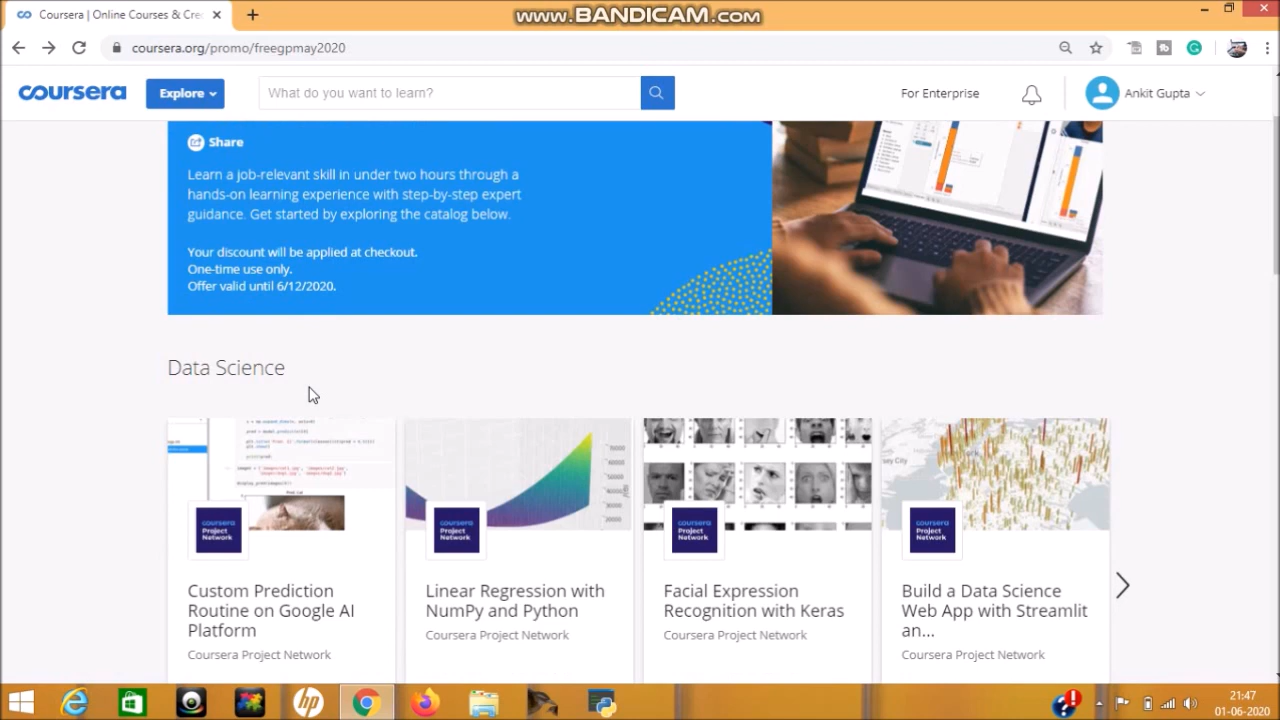 Coursera | Online Courses & Cre
www.BANDICAM.com
coursera.org/promo/freegpmay2020
coursera
Explore
What do you want to learn?
For Enterprise
Ankit Gupta
Share
Learn a job-relevant skill in under two hours through a
hands-on learning experience with step-by-step expert
guidance. Get started by exploring the catalog below.
Your discount will be applied at checkout.
One-time use only.
Offer valid until 6/12/2020.
Data Science
coursera
Project
Network
Custom Prediction
Routine on Google AI
Platform
Coursera Project Network
coursera
Project
Network
Linear Regression with
NumPy and Python
Coursera Project Network
coursera
Project
Network
Facial Expression
Recognition with Keras
Coursera Project Network
sey City
coursera
Project
Network
Build a Data Science
Web App with Streamlit
an...
Coursera Project Network
21:47
01-06-2020